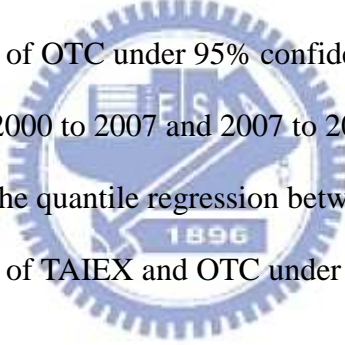 of OTC under 95% confide
2000 to 2007 and 2007 to 20
he quantile regression betw
1896
of TAIEX and OTC under